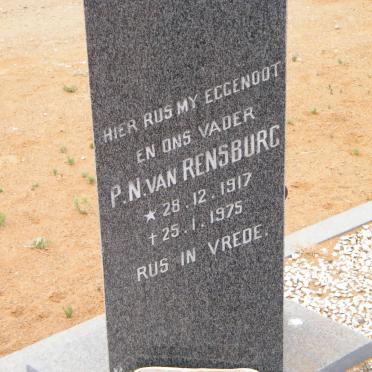 HIER RUS MY EGGENOOT
EN ONS VADER
P.N. VAN RENSBURG
★ 28.12.1917
✝ 25.1.1975
RUS IN VREDE.